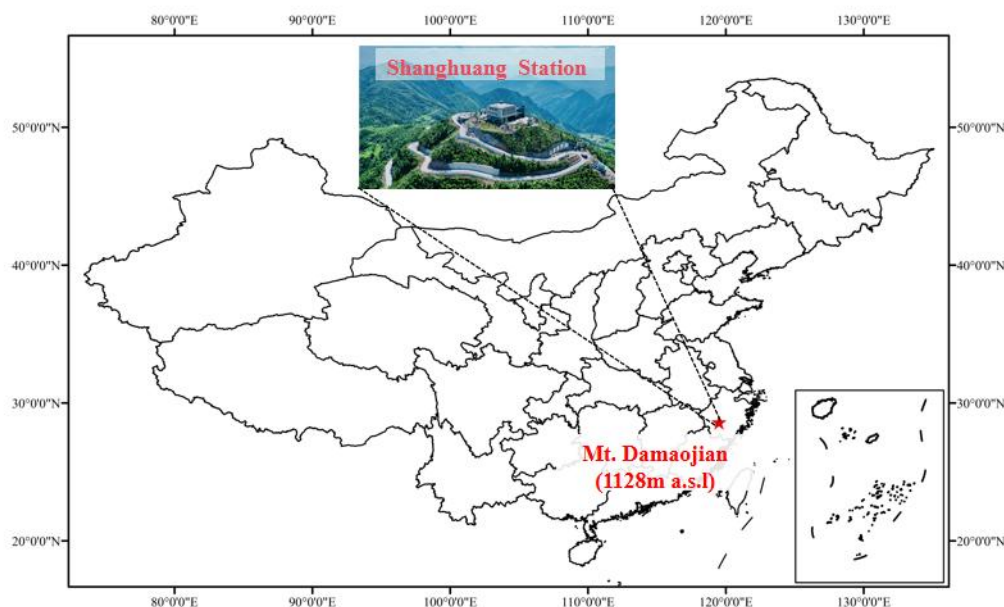 80°0'0"E 90°0'0"E 100°0'0"E 110°0'0"E 120°0'0"E 130°0'0"E
Shanghuang Station
50°0'0"N 50°0'0"N
40°0'0"N 40°0'0"N
30°0'0"N 30°0'0"N
Mt. Damaojian
(1128m a.s.l)
20°0'0"N 20°0'0"N
80°0'0"E 90°0'0"E 100°0'0"E 110°0'0"E 120°0'0"E 130°0'0"E